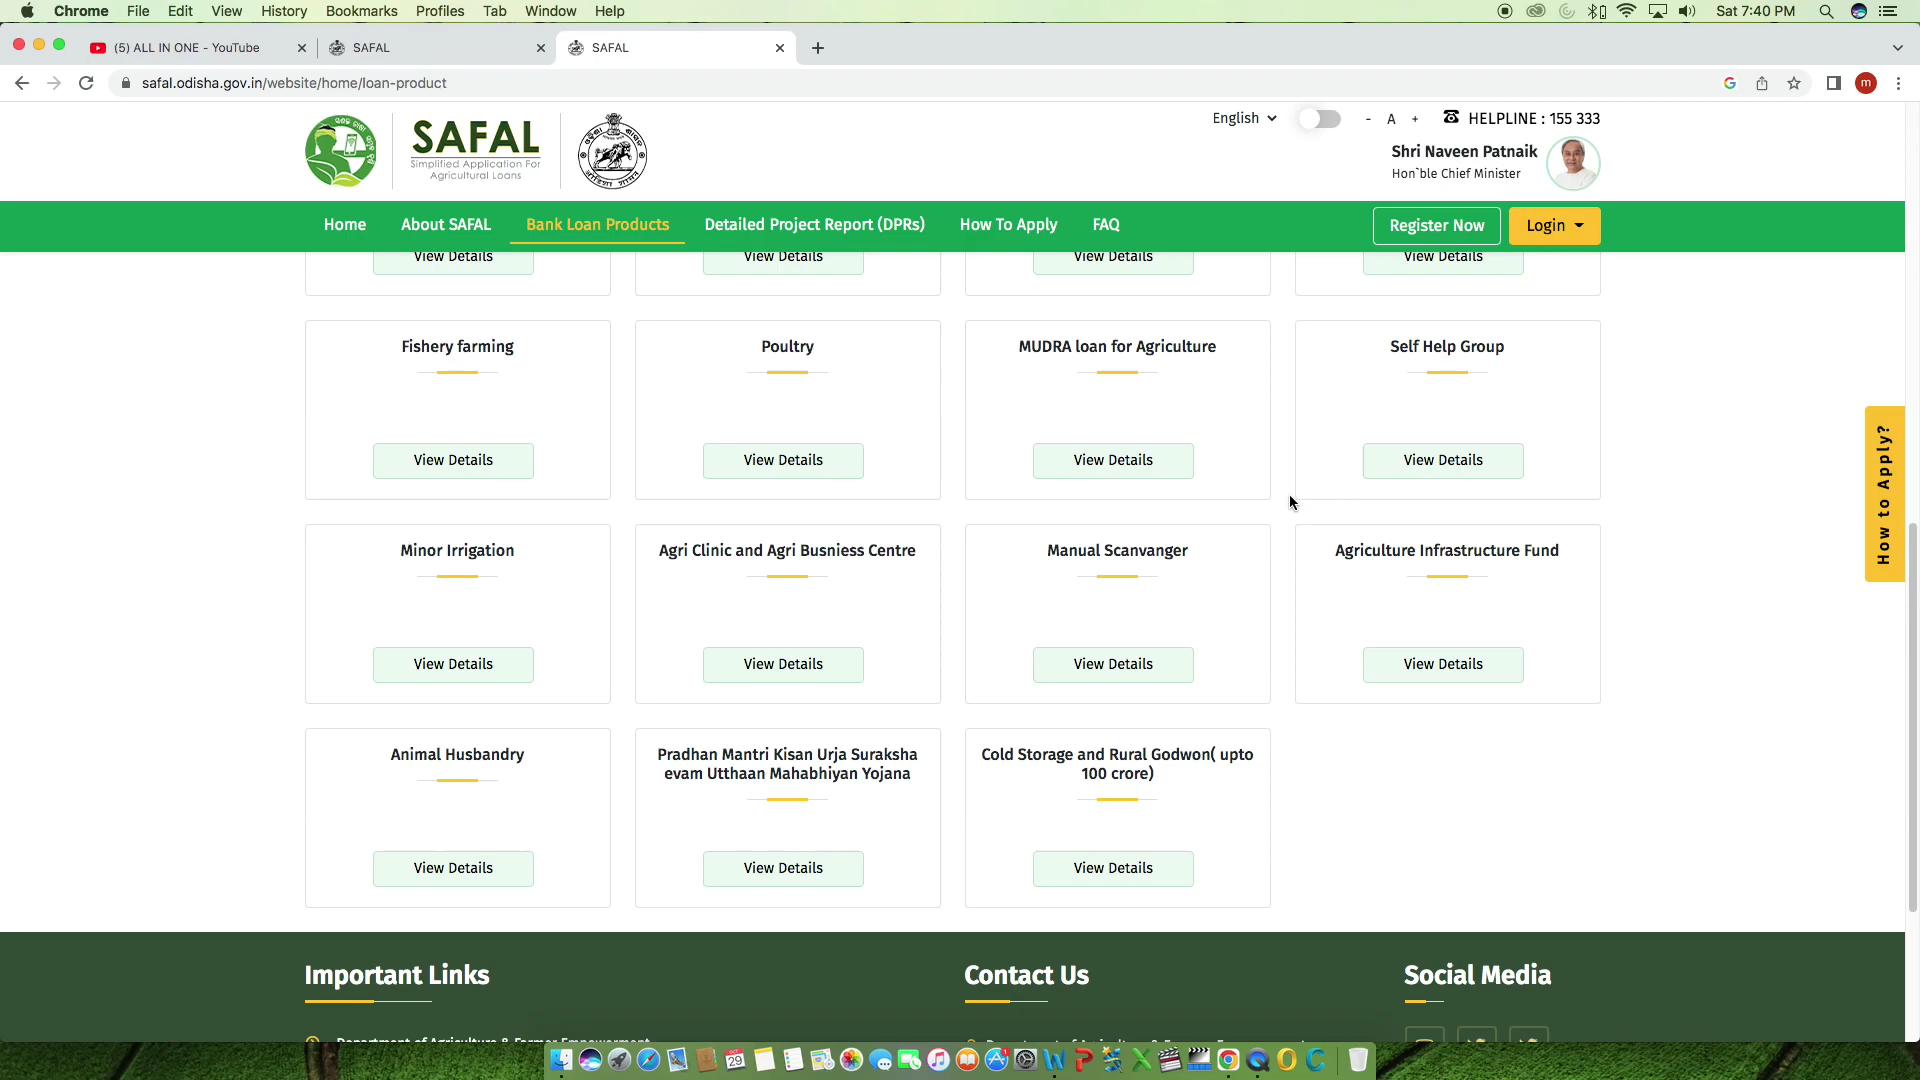 Chrome File Edit View History Bookmarks Profiles Tab Window Help
Sat 7:40 PM
(5) ALL IN ONE - YouTube
SAFAL
SAFAL
safal.odisha.gov.in/website/home/loan-product
m
SAFAL
Simplified Application For
Agricultural Loans
English
- A +
HELPLINE : 155 333
Shri Naveen Patnaik
Hon`ble Chief Minister
Home About SAFAL Bank Loan Products Detailed Project Report (DPRs) How To Apply FAQ
Register Now
Login
View Details View Details View Details View Details
Fishery farming
View Details
Poultry
View Details
MUDRA loan for Agriculture
View Details
Self Help Group
View Details
How to Apply?
Minor Irrigation
View Details
Agri Clinic and Agri Busniess Centre
View Details
Manual Scanvanger
View Details
Agriculture Infrastructure Fund
View Details
Animal Husbandry
View Details
Pradhan Mantri Kisan Urja Suraksha
evam Utthaan Mahabhiyan Yojana
View Details
Cold Storage and Rural Godwon( upto
100 crore)
View Details
Important Links
Contact Us
Social Media
Department of Agriculture & Farmer Empowerment